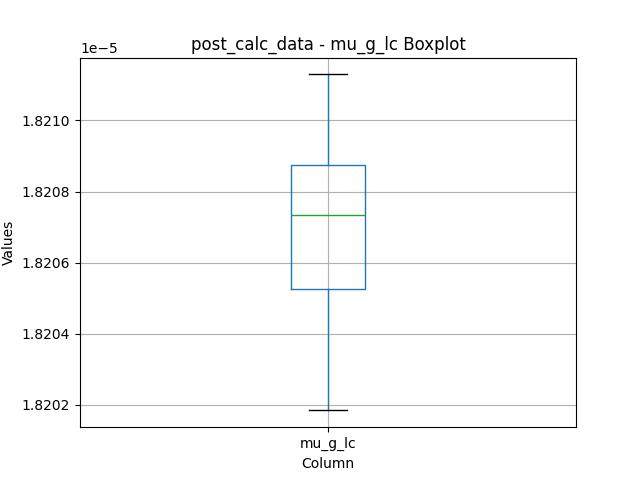 post_calc_data - mu_g_lc Boxplot
1e−5
1.8210
1.8208
1.8206
1.8204
1.8202
Values
mu_g_lc
Column